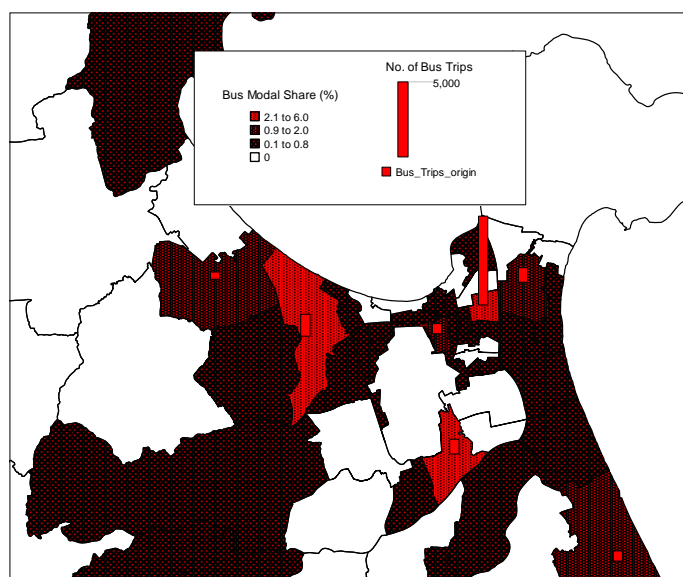 No. of Bus Trips
5,000
Bus Modal Share (%)
2.1 to 6.0
0.9 to 2.0
0.1 to 0.8
0
Bus_Trips_origin